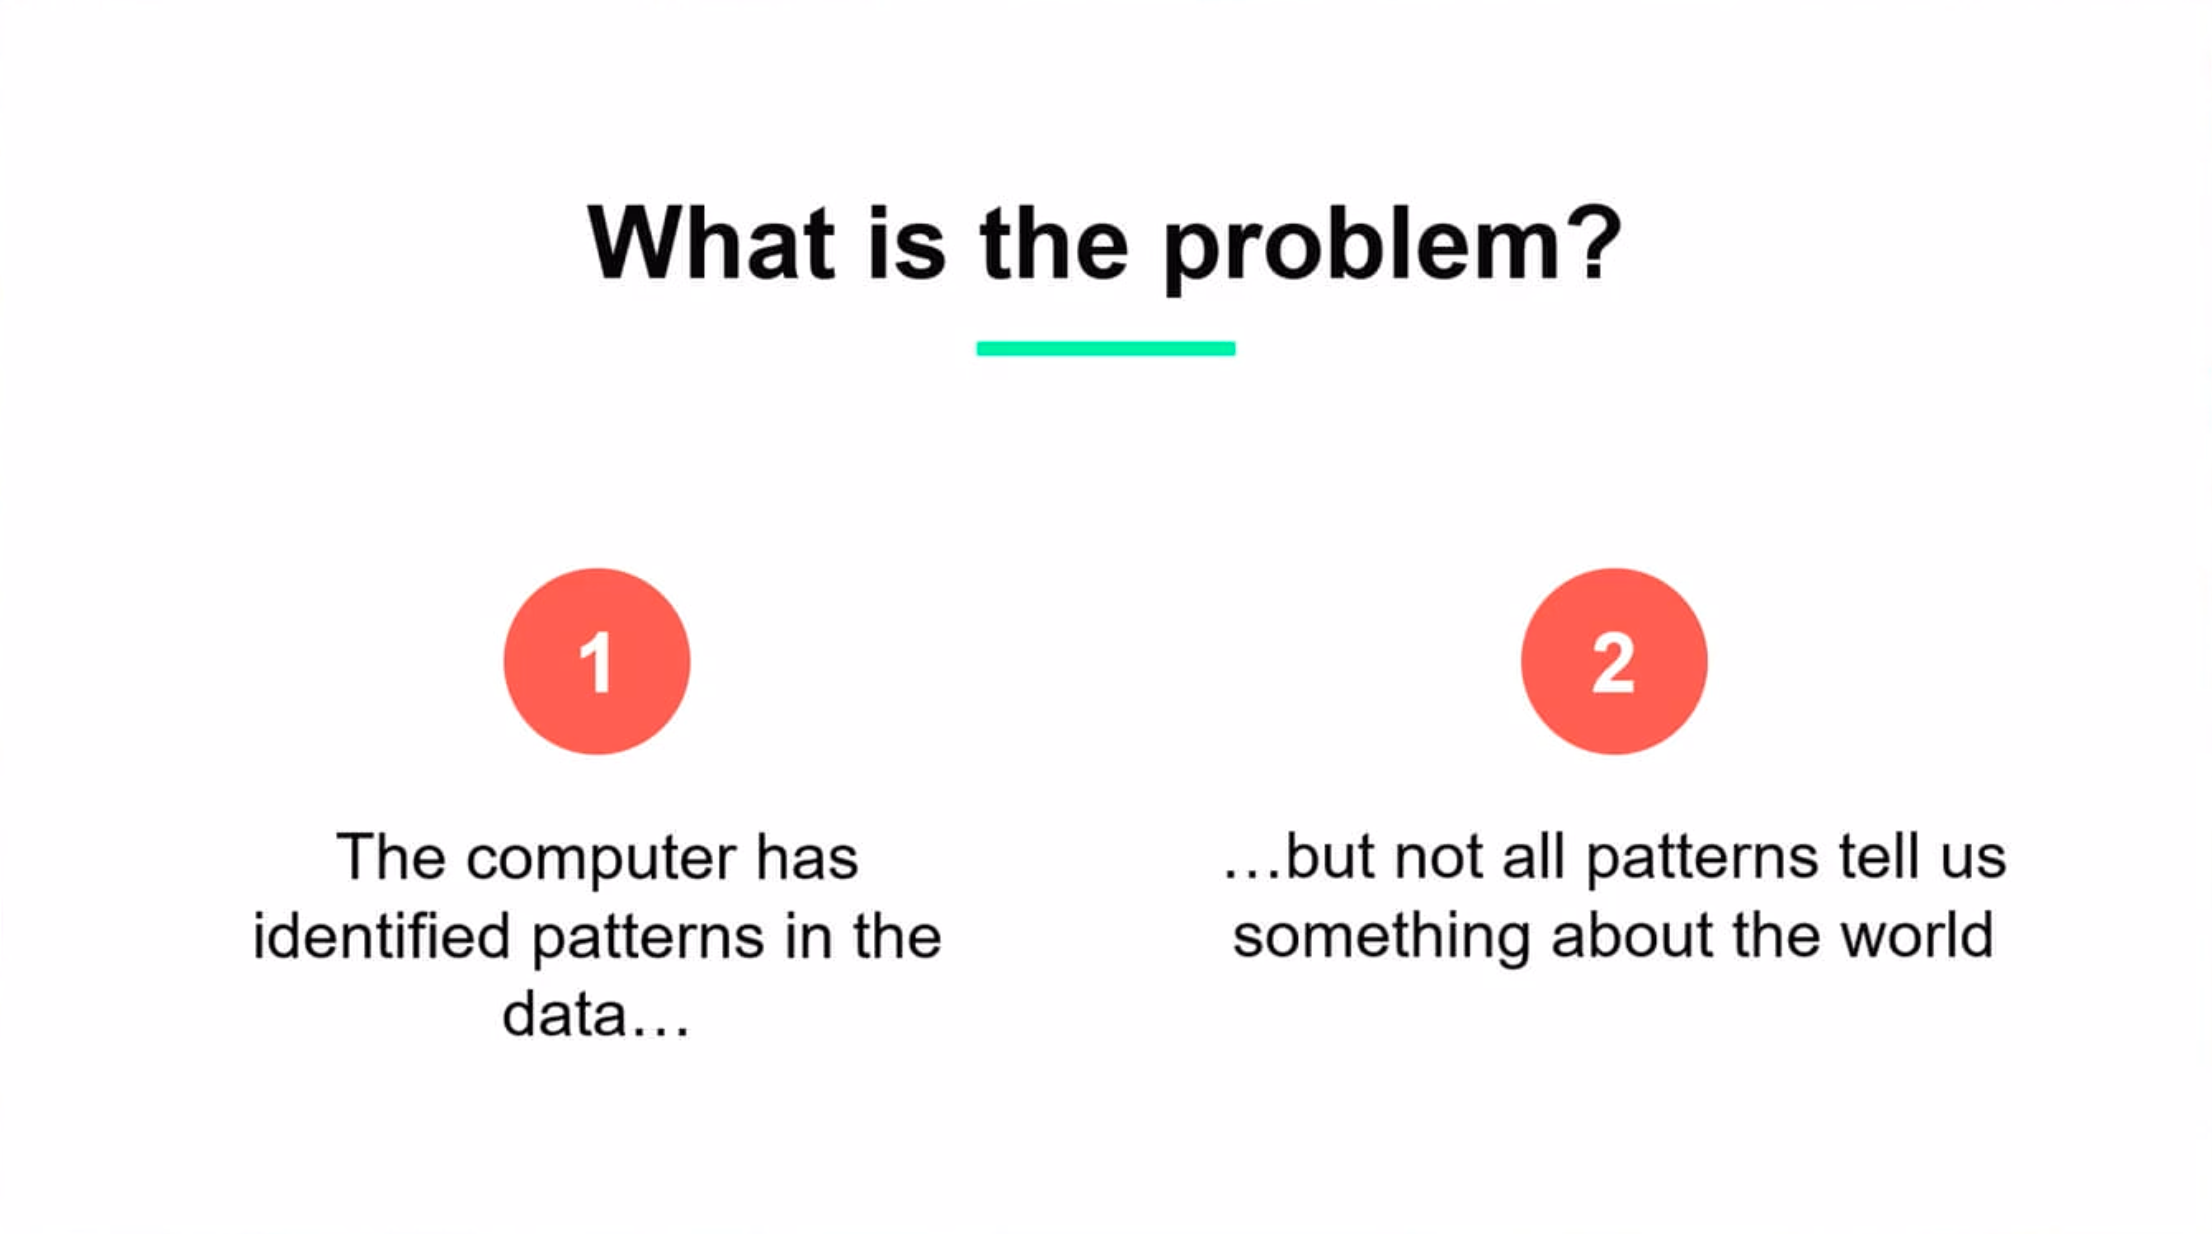 What is the problem?
1
The computer has
identified patterns in the
data…
2
…but not all patterns tell us
something about the world